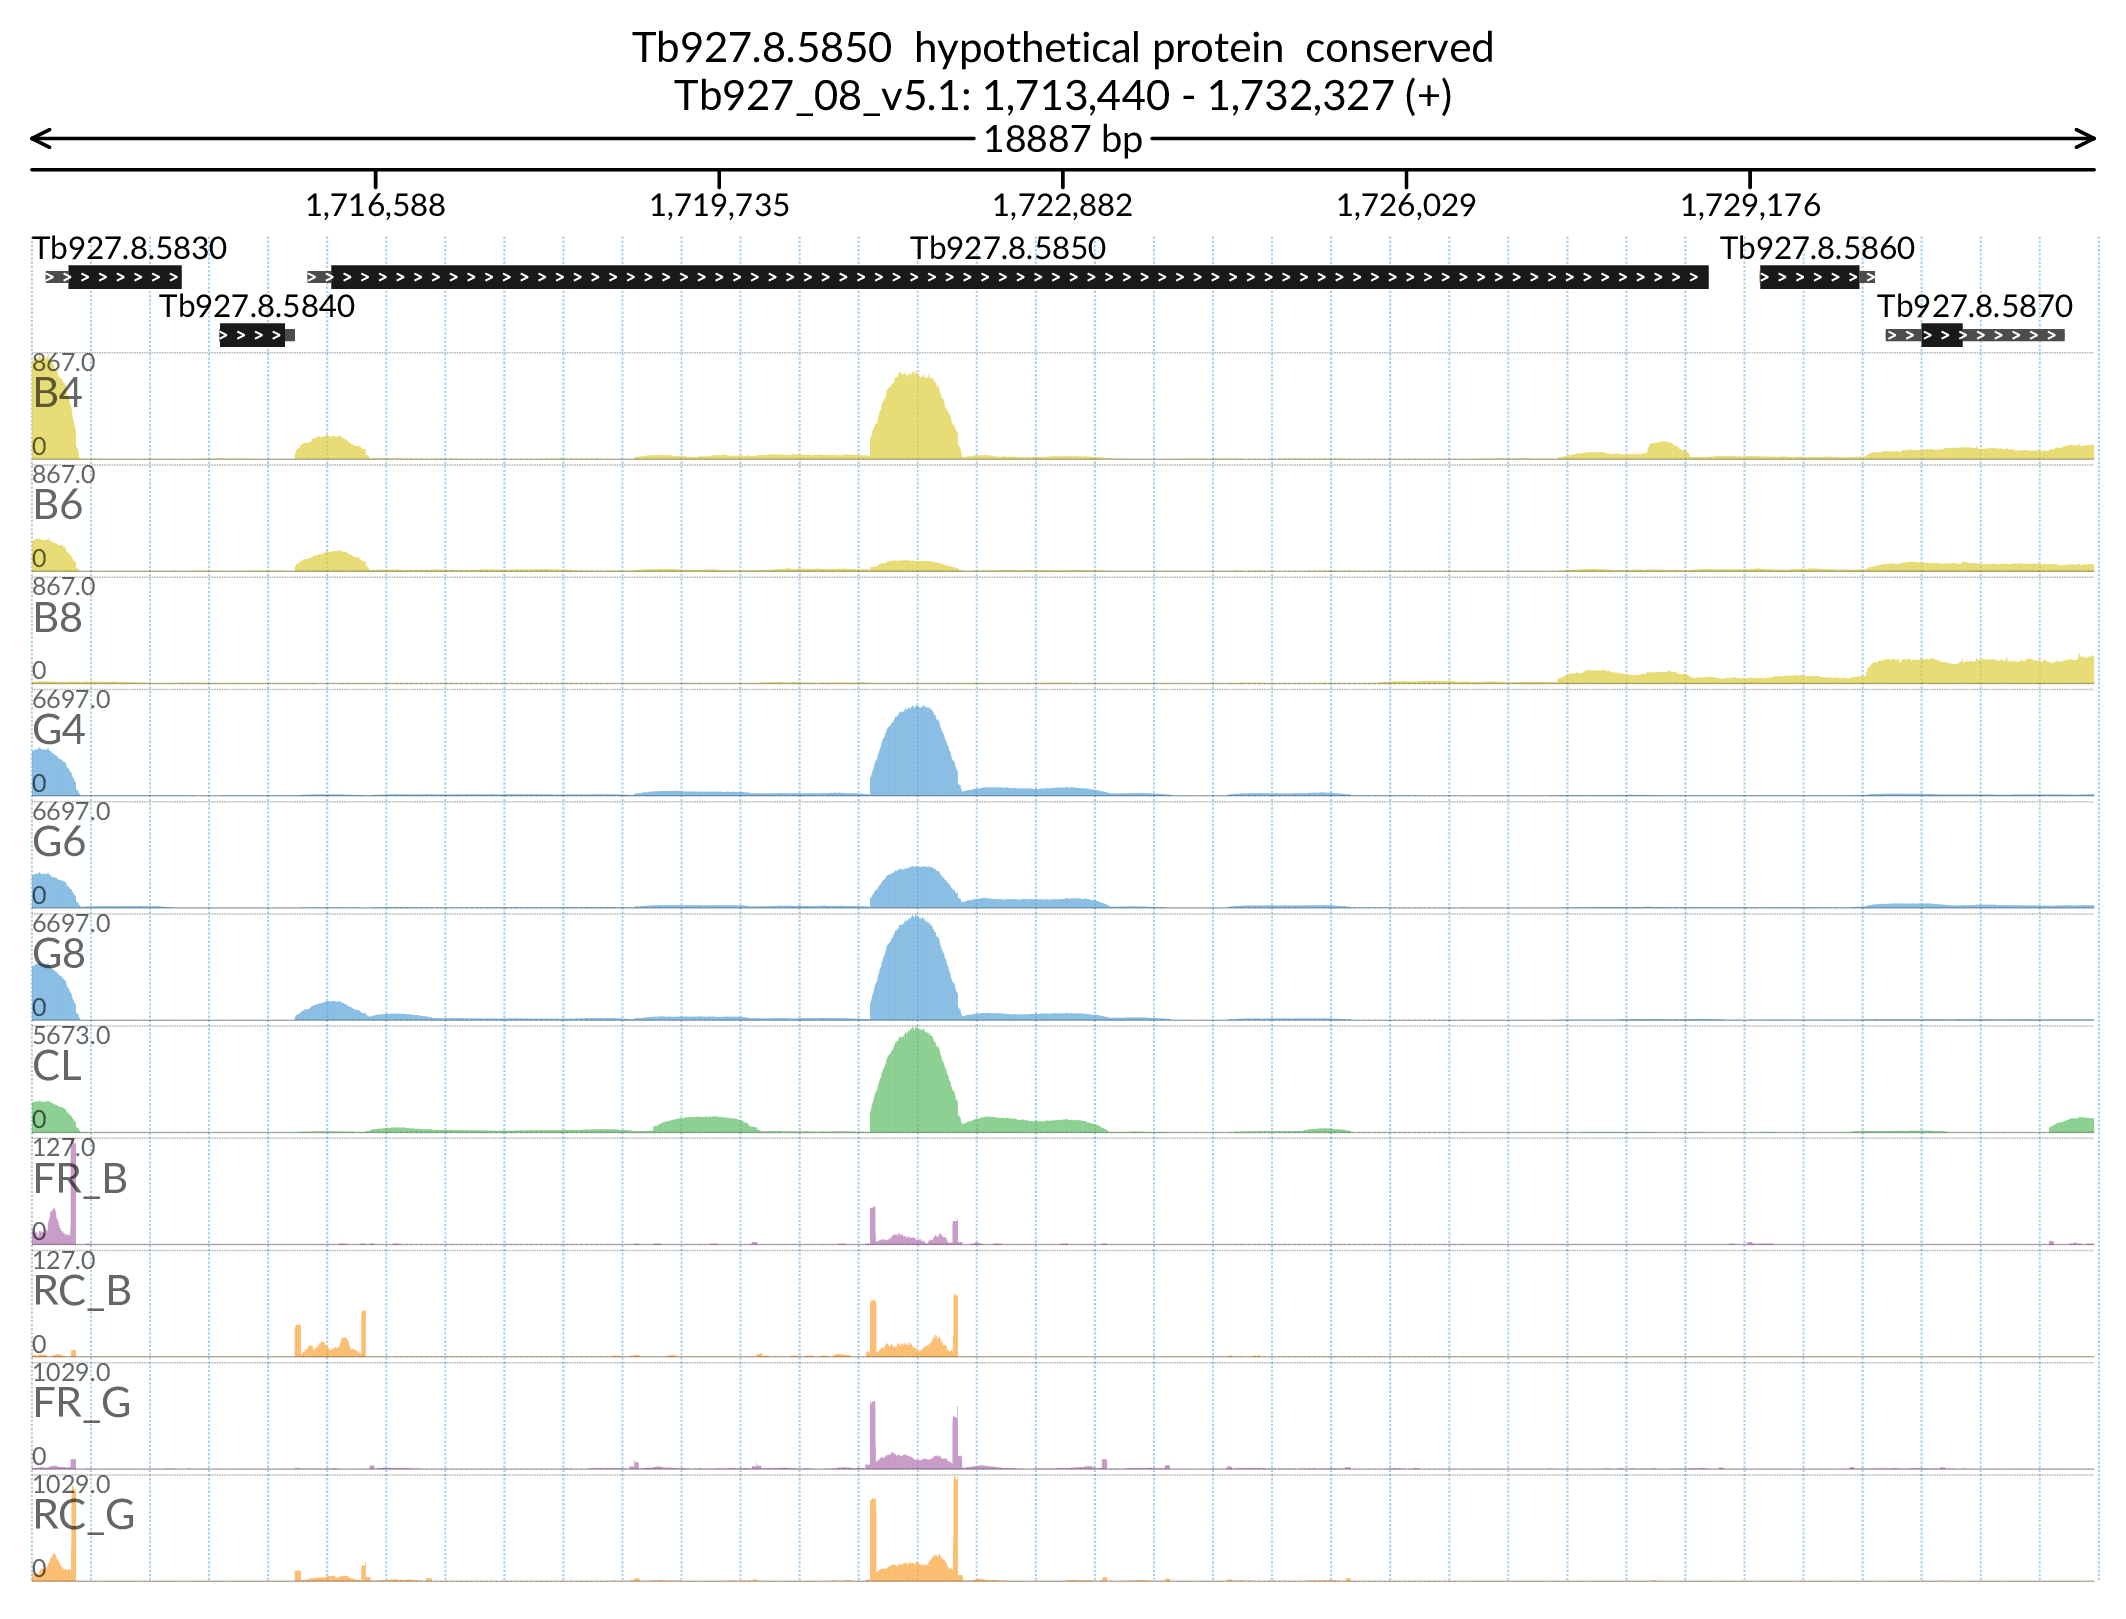 Tb927.8.5850 hypothetical protein conserved
Tb927_08_v5.1: 1,713,440 - 1,732,327 (+)
18887 bp
1,716,588 1,719,735 1,722,882 1,726,029 1,729,176
Tb927.8.5830 Tb927.8.5850 Tb927.8.5860
Tb927.8.5840 Tb927.8.5870
867.0
B4
0
867.0
B6
0
867.0
B8
0
6697.0
G4
0
6697.0
G6
0
6697.0
G8
0
5673.0
CL
0
127.0
FR_B
0
127.0
RC_B
0
1029.0
FR_G
0
1029.0
RC_G
0